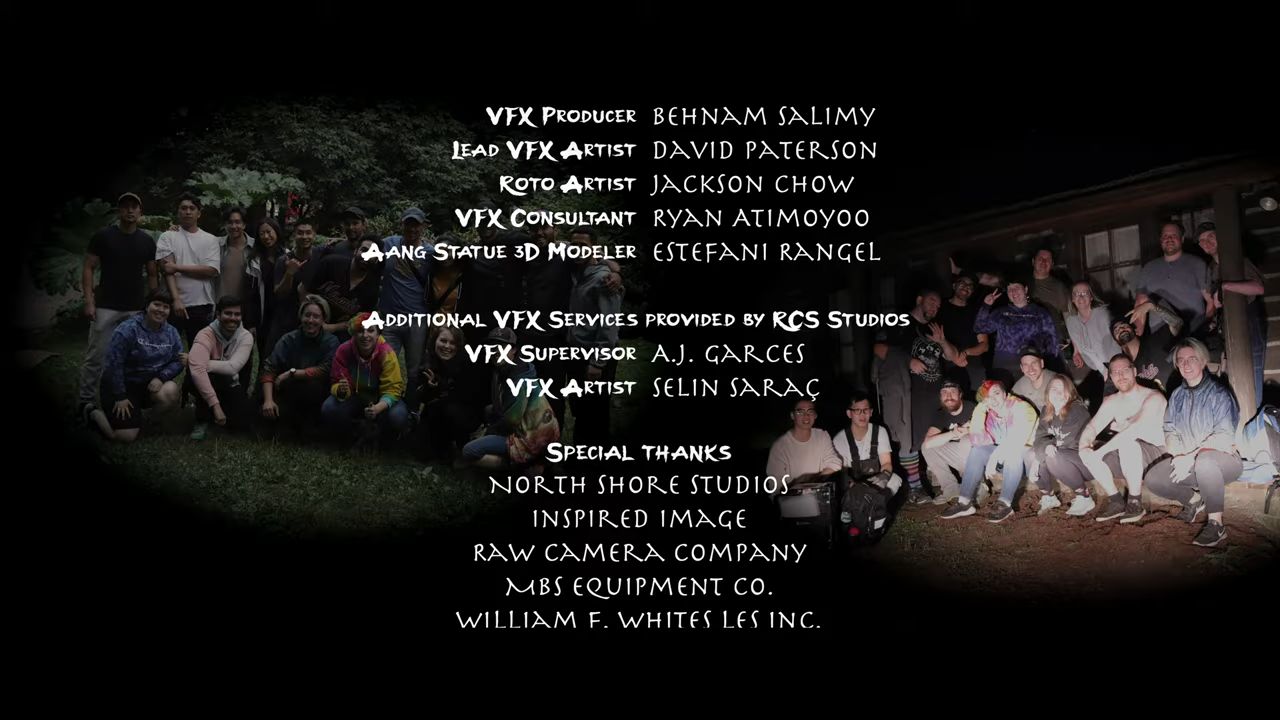 VFX Producer BEHNAM SALIMY
Lead VFX Artist DAVID PATERSON
Roto Artist JACKSON CHOW
VFX Consultant RYAN ATIMOYOO
Aang Statue 3D Modeler ESTEFANI RANGEL
Additional VFX Services provided by RCS Studios
VFX Supervisor A.J. GARCES
VFX Artist SELIN SARAÇ
Special thanks
NORTH SHORE STUDIOS
INSPIRED IMAGE
RAW CAMERA COMPANY
MBS EQUIPMENT CO.
WILLIAM F. WHITES LES INC.